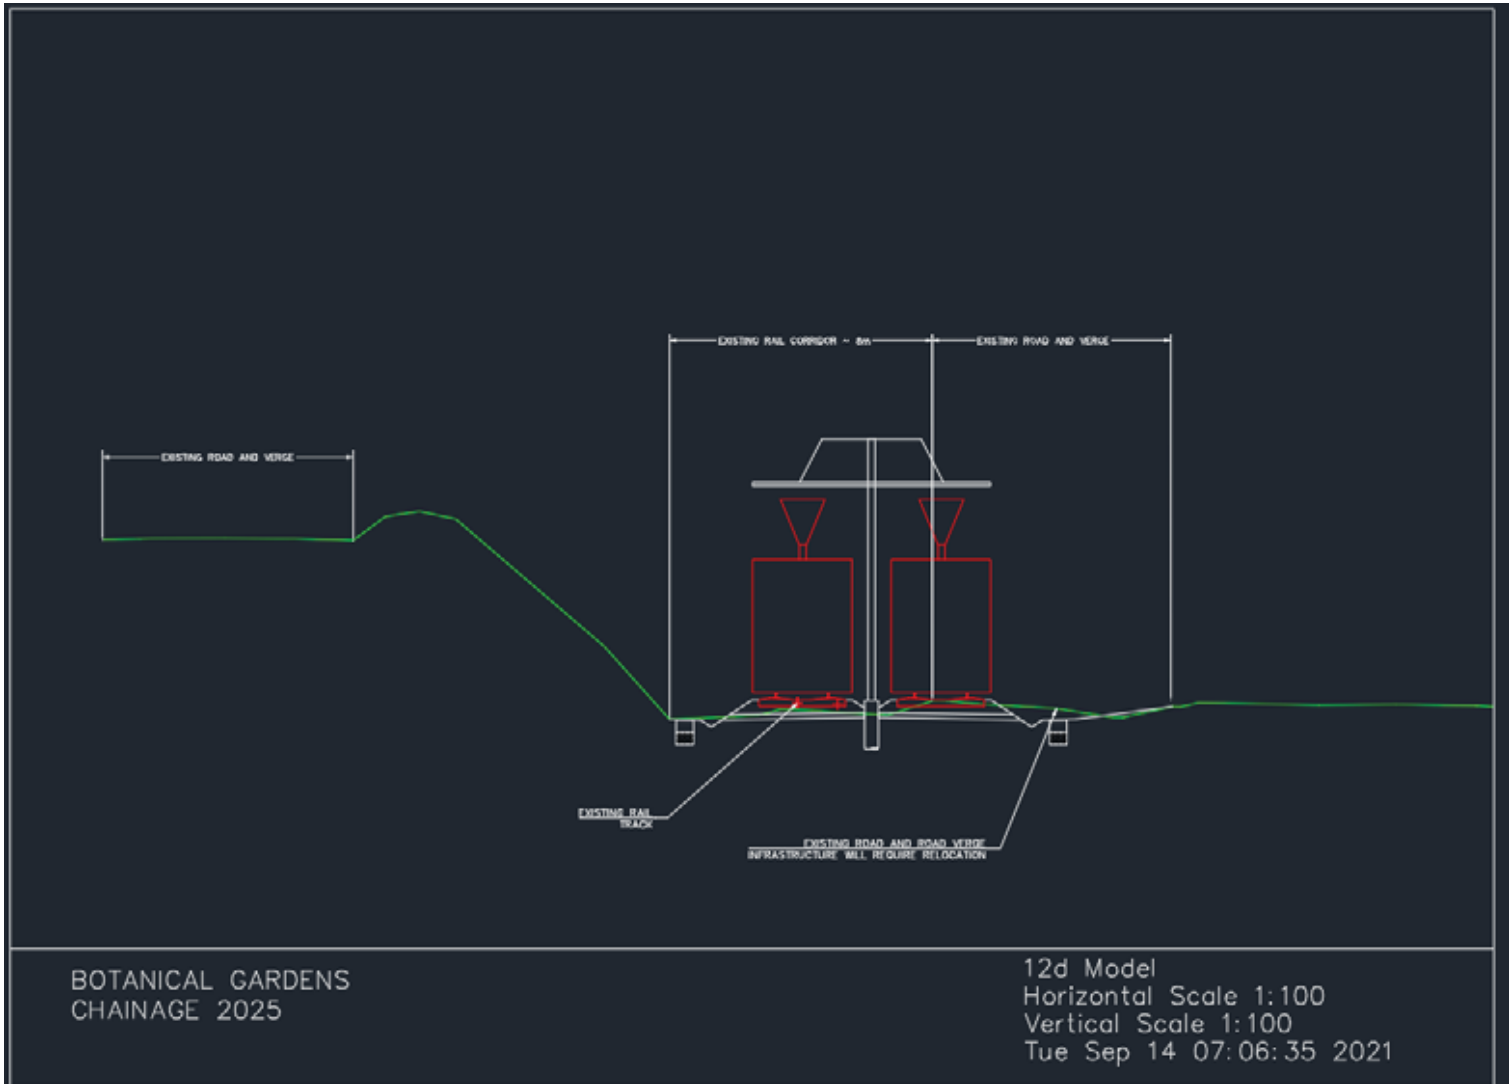 EXISTING RAIL CORRIDOR ~ 8m
EXISTING ROAD AND VERGE
EXISTING ROAD AND VERGE
EXISTING RAIL
TRACK
EXISTING ROAD AND ROAD VERGE
INFRASTRUCTURE WILL REQUIRE RELOCATION
BOTANICAL GARDENS
CHAINAGE 2025
12d Model
Horizontal Scale 1:100
Vertical Scale 1:100
Tue Sep 14 07:06:35 2021